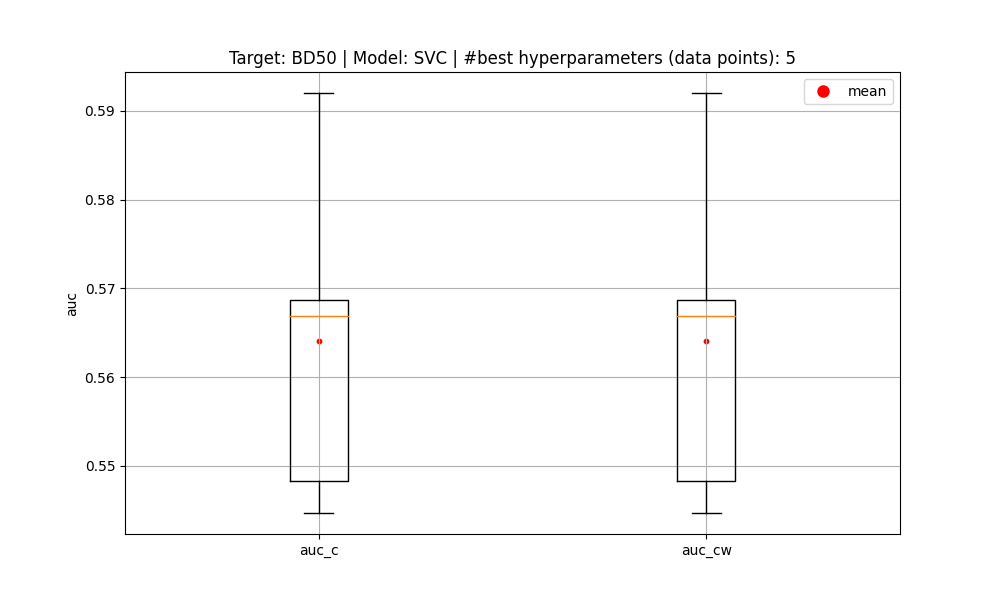 Target: BD50 | Model: SVC | #best hyperparameters (data points): 5
mean
0.59
0.58
0.57
0.56
0.55
auc
auc_c
auc_cw